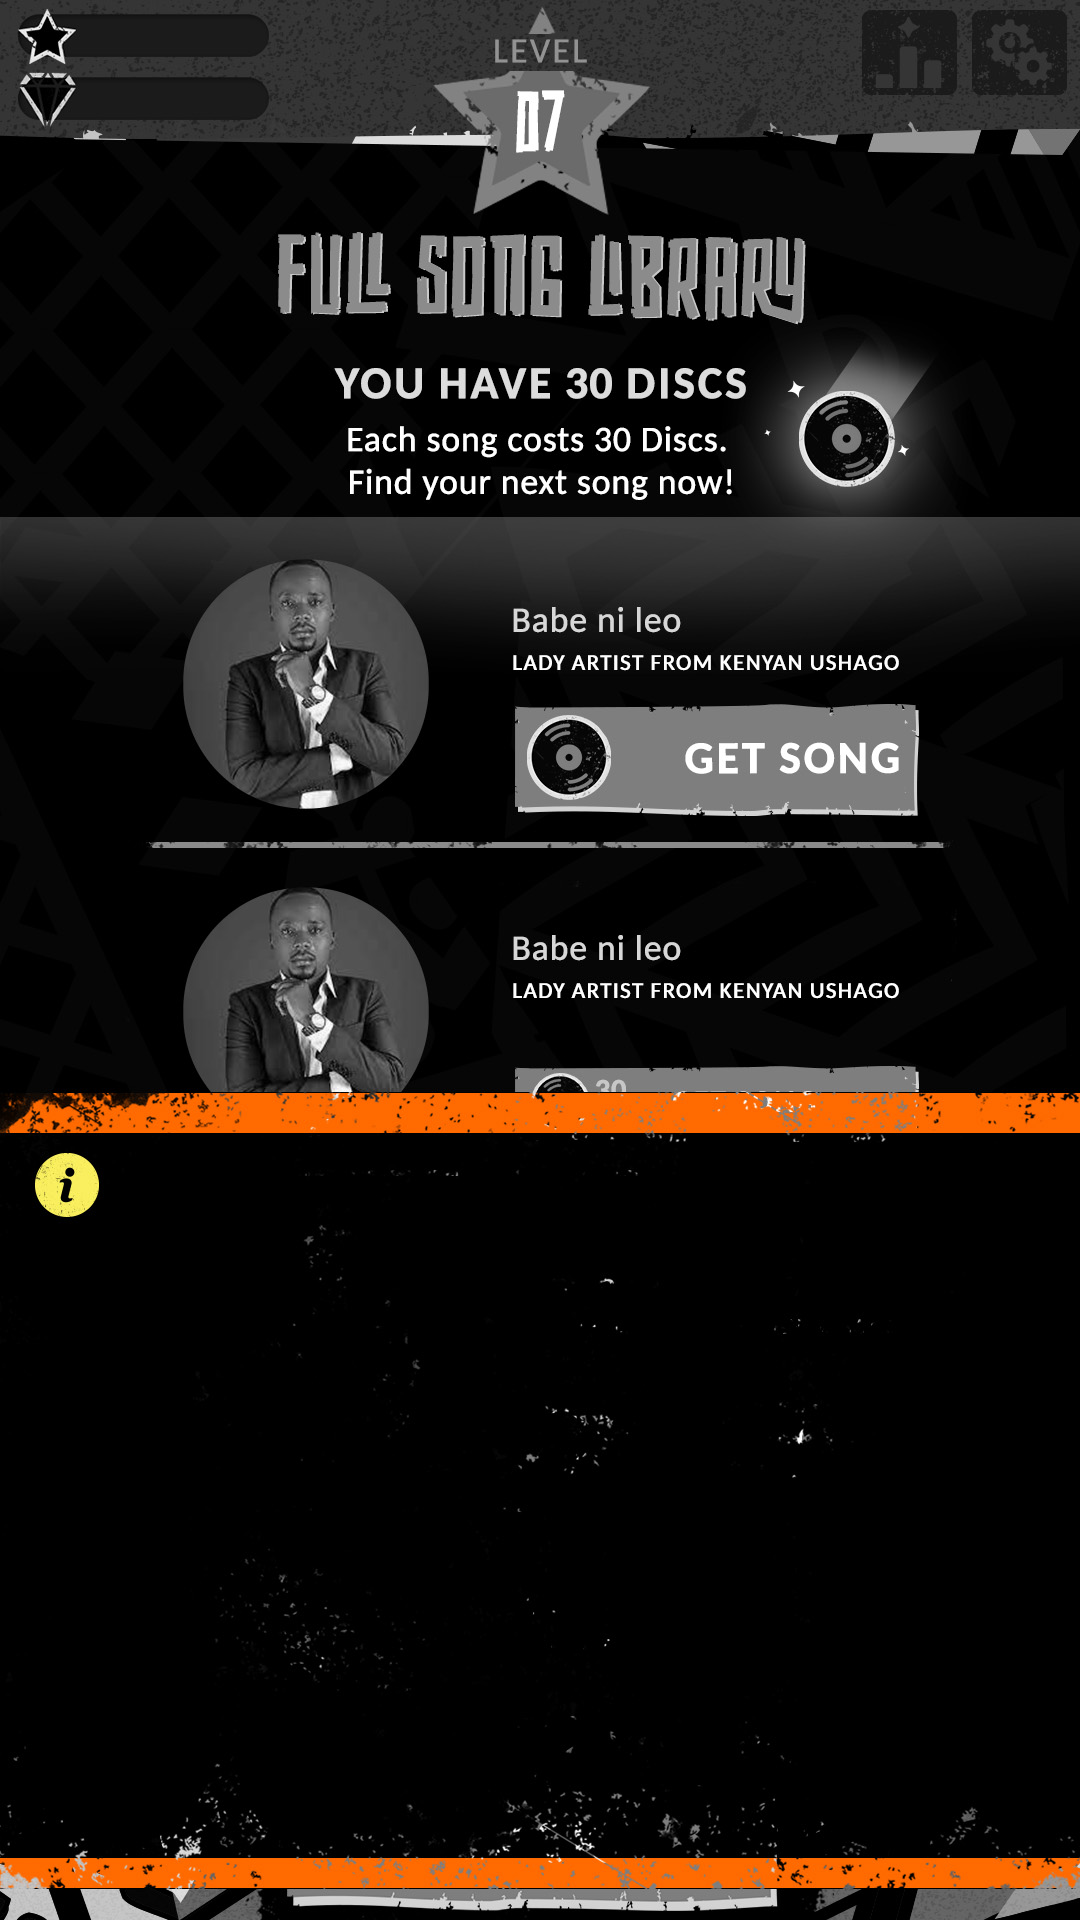 LEVEL
07
FULL SONG LIBRARY
YOU HAVE 30 DISCS
Each song costs 30 Discs.
Find your next song now!
Babe ni leo
LADY ARTIST FROM KENYAN USHAGO
GET SONG
Babe ni leo
LADY ARTIST FROM KENYAN USHAGO
30
i